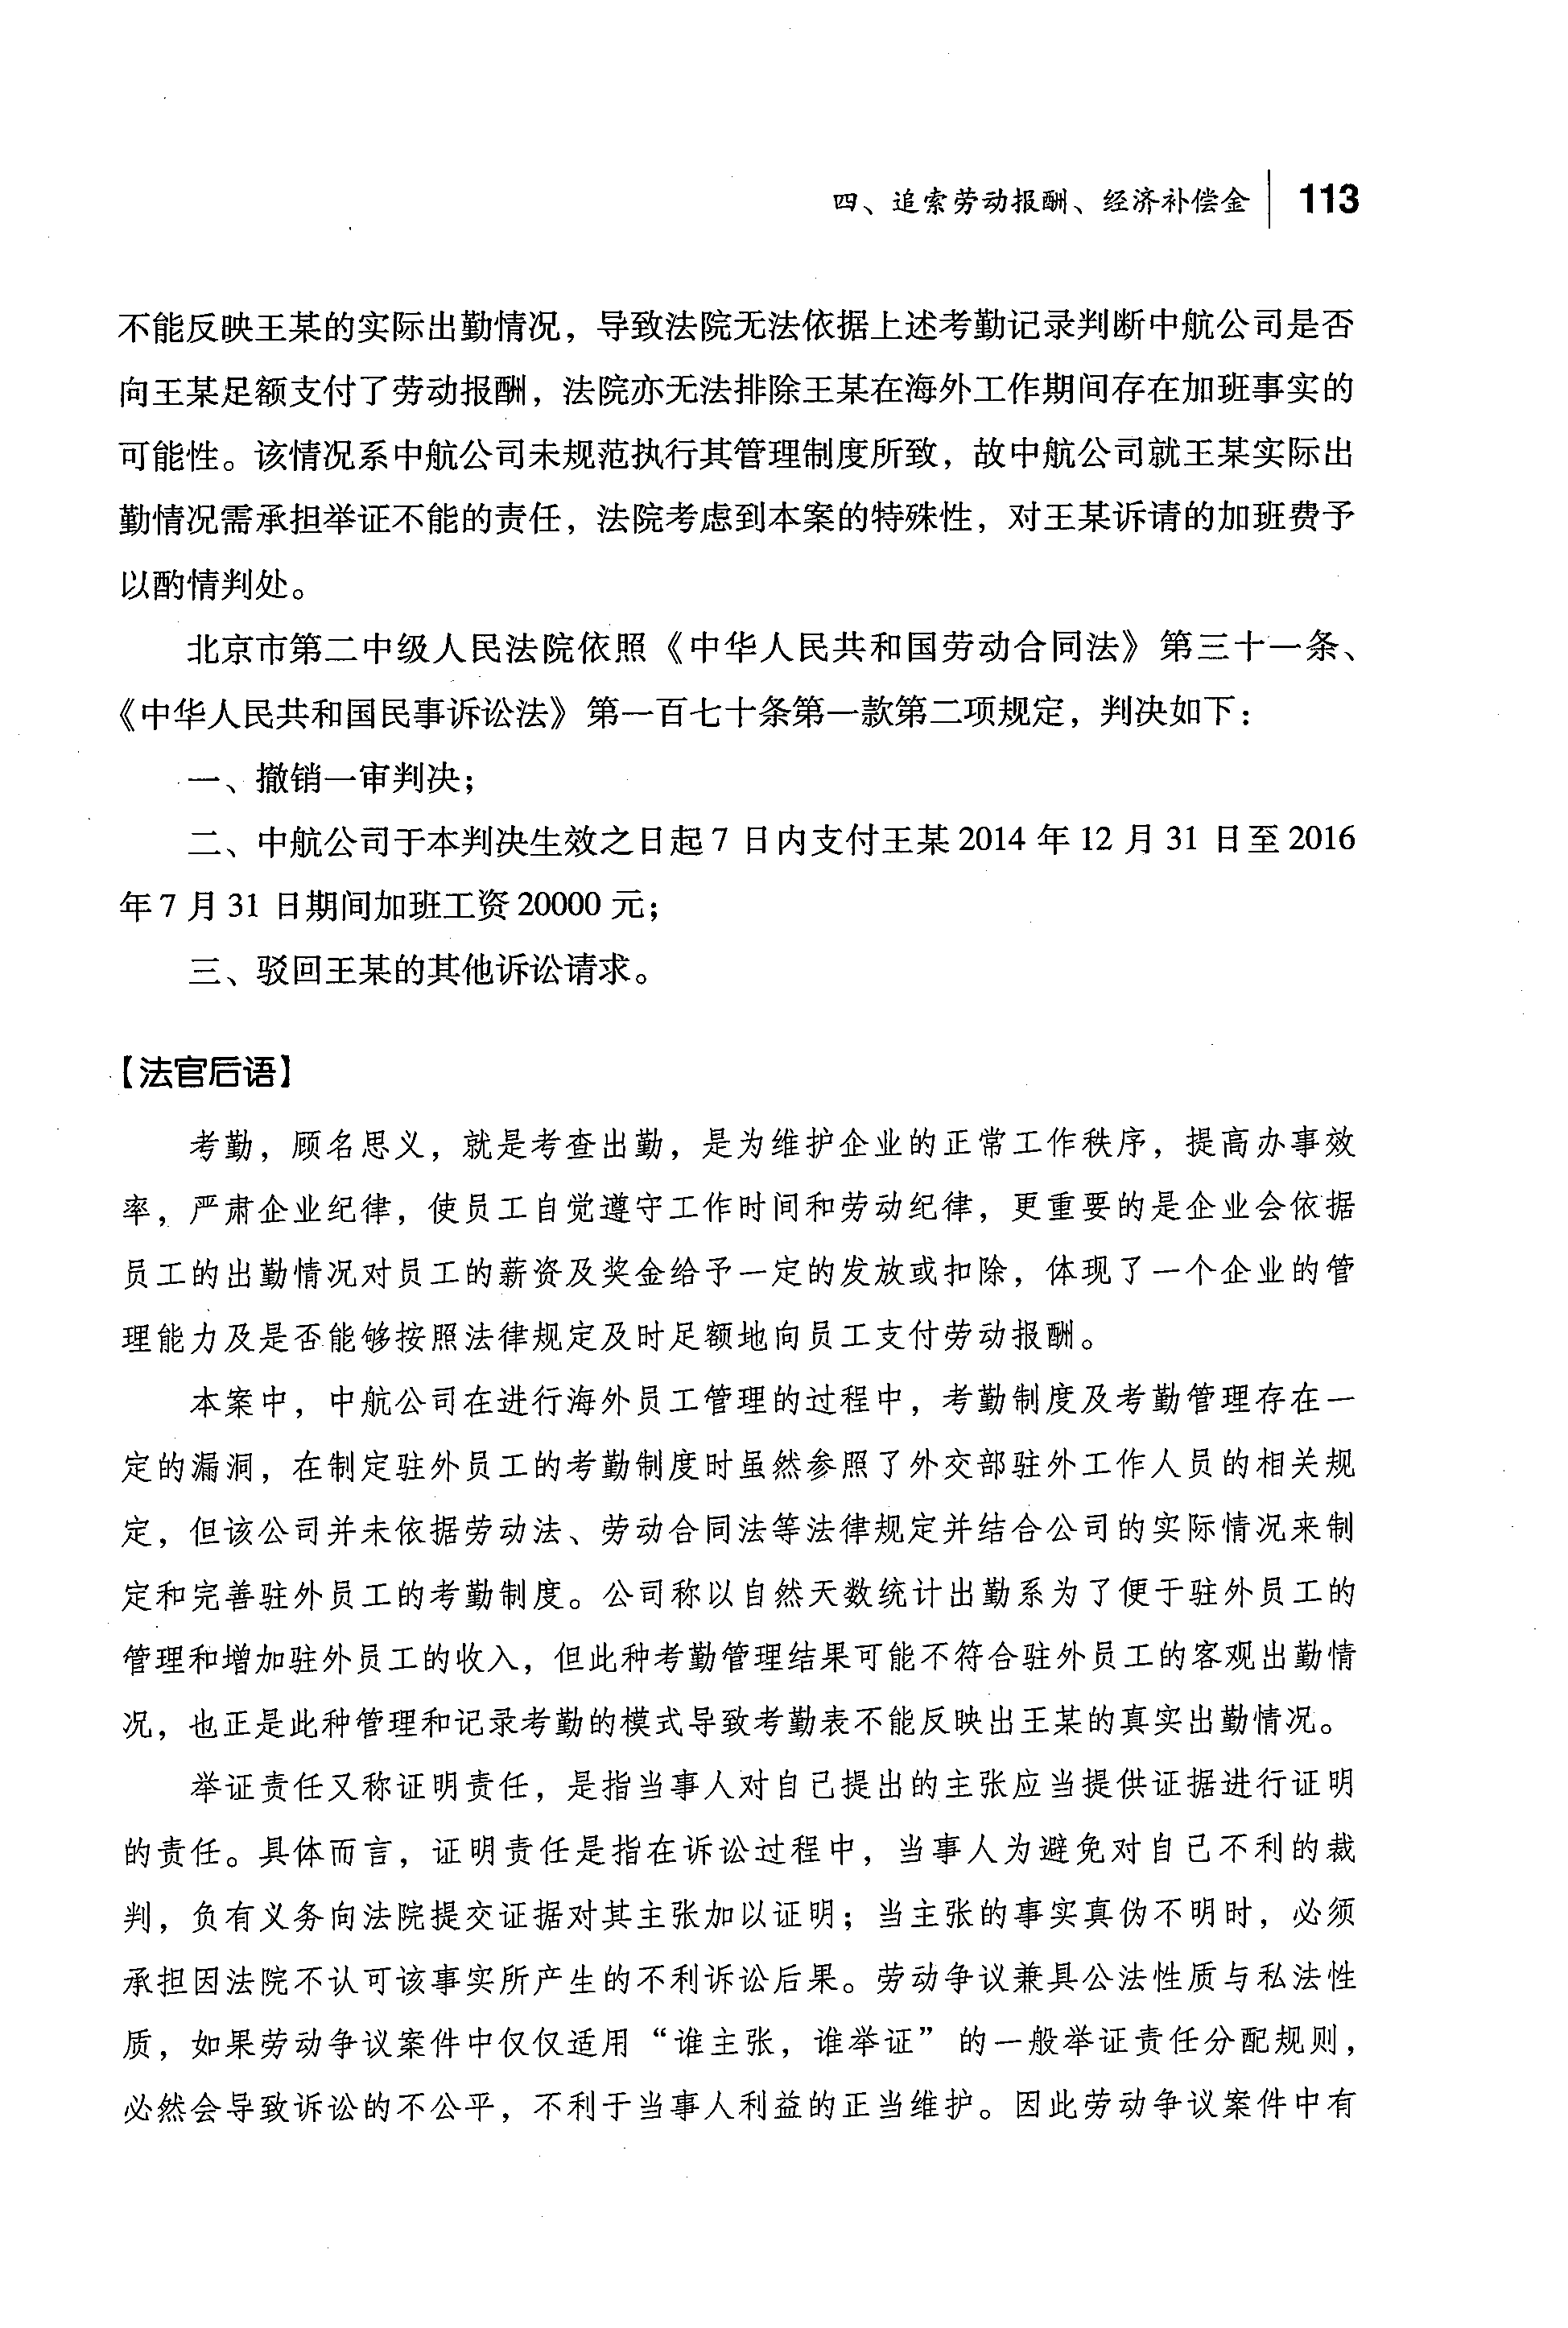 四、追索劳动报酬、经济补偿金 113
不能反映王某的实际出勤情况，导致法院无法依据上述考勤记录判断中航公司是否
向王某足额支付了劳动报酬，法院亦无法排除王某在海外工作期间存在加班事实的
可能性。该情况系中航公司未规范执行其管理制度所致，故中航公司就王某实际出
勤情况需承担举证不能的责任，法院考虑到本案的特殊性，对王某诉请的加班费予
以酌情判处。
北京市第二中级人民法院依照《中华人民共和国劳动合同法》第三十一条、
《中华人民共和国民事诉讼法》第一百七十条第一款第二项规定，判决如下：
一、撤销一审判决；
二、中航公司于本判决生效之日起 7 日内支付王某 2014 年 12 月 31 日至 2016
年 7 月 31 日期间加班工资 20000 元；
三、驳回王某的其他诉讼请求。
【法官后语】
考勤，顾名思义，就是考查出勤，是为维护企业的正常工作秩序，提高办事效
率，严肃企业纪律，使员工自觉遵守工作时间和劳动纪律，更重要的是企业会依据
员工的出勤情况对员工的薪资及奖金给予一定的发放或扣除，体现了一个企业的管
理能力及是否能够按照法律规定及时足额地向员工支付劳动报酬。
本案中，中航公司在进行海外员工管理的过程中，考勤制度及考勤管理存在一
定的漏洞，在制定驻外员工的考勤制度时虽然参照了外交部驻外工作人员的相关规
定，但该公司并未依据劳动法、劳动合同法等法律规定并结合公司的实际情况来制
定和完善驻外员工的考勤制度。公司称以自然天数统计出勤系为了便于驻外员工的
管理和增加驻外员工的收入，但此种考勤管理结果可能不符合驻外员工的客观出勤情
况，也正是此种管理和记录考勤的模式导致考勤表不能反映出王某的真实出勤情况。
举证责任又称证明责任，是指当事人对自己提出的主张应当提供证据进行证明
的责任。具体而言，证明责任是指在诉讼过程中，当事人为避免对自己不利的裁
判，负有义务向法院提交证据对其主张加以证明；当主张的事实真伪不明时，必须
承担因法院不认可该事实所产生的不利诉讼后果。劳动争议兼具公法性质与私法性
质，如果劳动争议案件中仅仅适用“谁主张，谁举证”的一般举证责任分配规则，
必然会导致诉讼的不公平，不利于当事人利益的正当维护。因此劳动争议案件中有